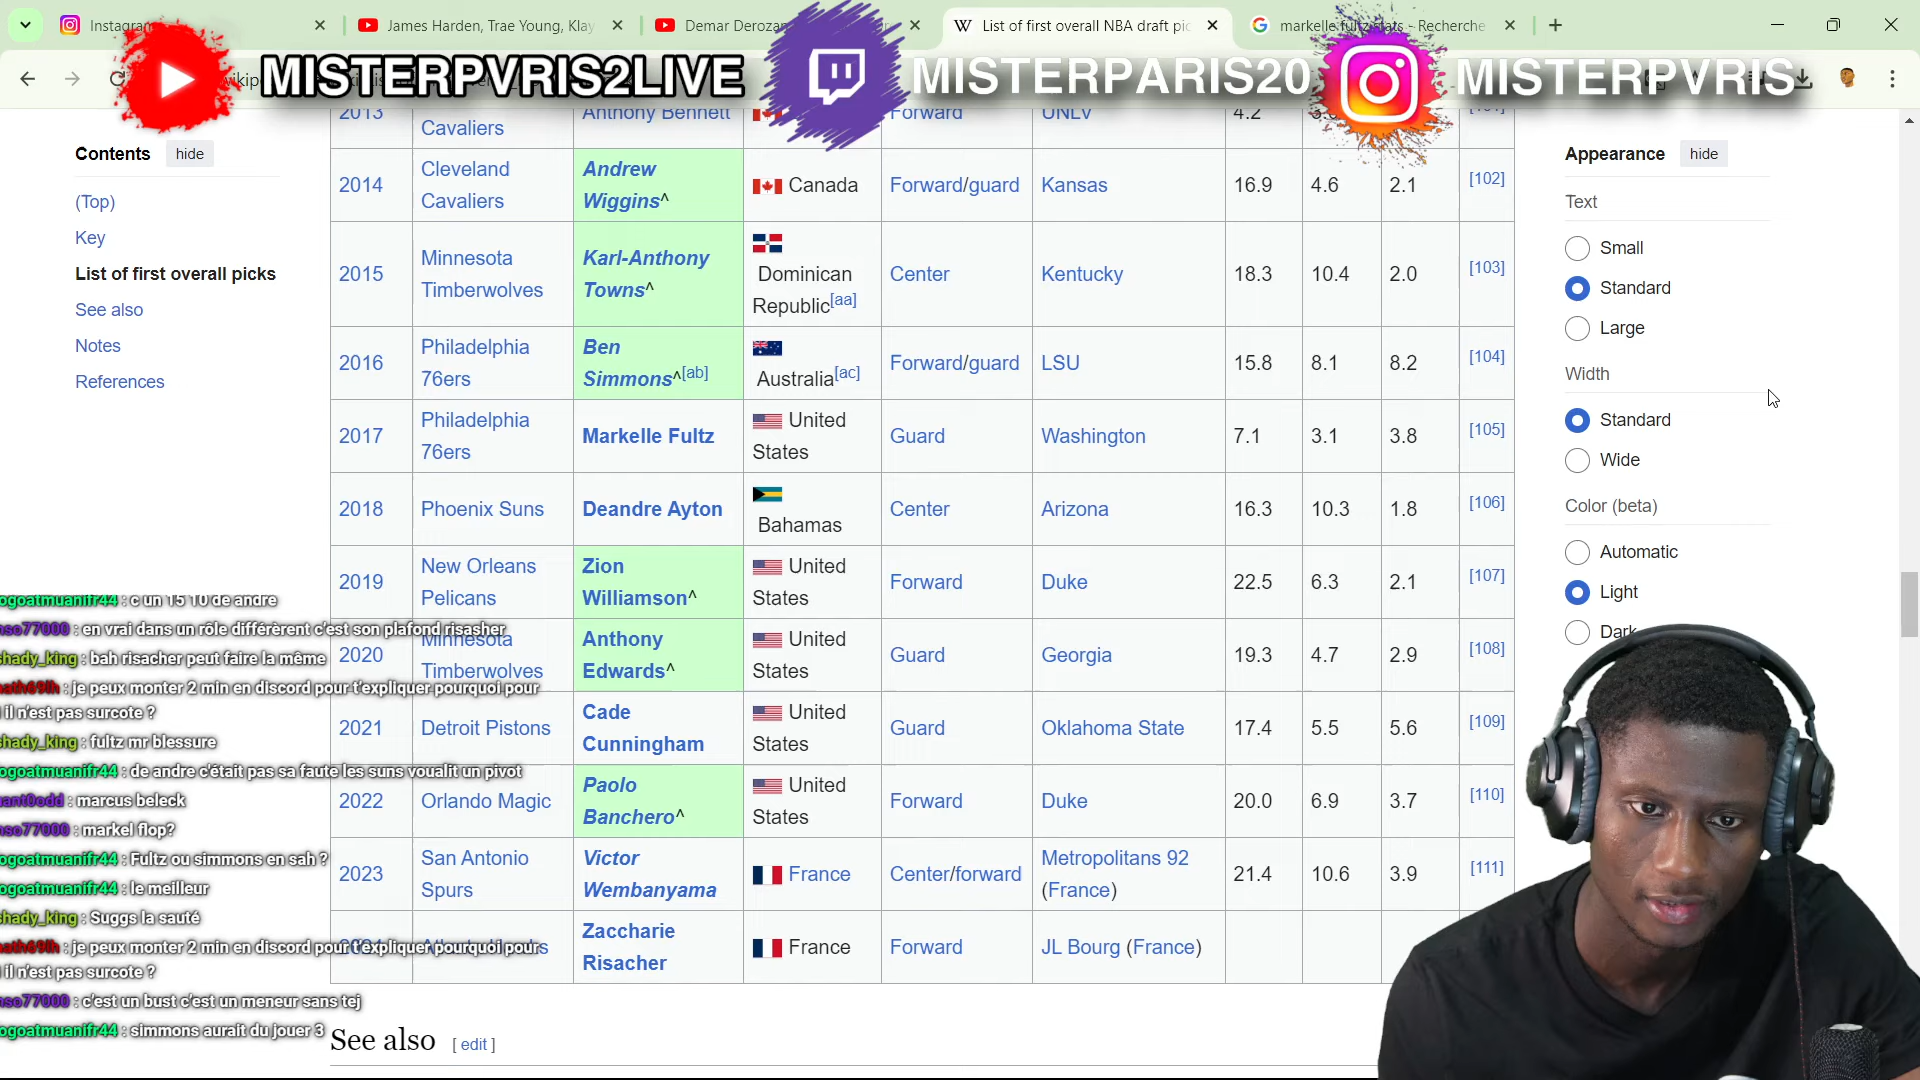 James Harden, Trae Young, Klay
List of first overall NBA draft pic
MISTERPVRIS2LIVE
MISTERPARIS20
MISTERPVRIS
Contents hide
(Top)
Key
List of first overall picks
See also
Notes
References
2013 Cavaliers Anthony Bennett Forward UNLV 4.2
2014 Cleveland Cavaliers Andrew Wiggins^ Canada Forward/guard Kansas 16.9 4.6 2.1 [102]
2015 Minnesota Timberwolves Karl-Anthony Towns^ Dominican Republic[aa] Center Kentucky 18.3 10.4 2.0 [103]
2016 Philadelphia 76ers Ben Simmons^[ab] Australia[ac] Forward/guard LSU 15.8 8.1 8.2 [104]
2017 Philadelphia 76ers Markelle Fultz United States Guard Washington 7.1 3.1 3.8 [105]
2018 Phoenix Suns Deandre Ayton Bahamas Center Arizona 16.3 10.3 1.8 [106]
2019 New Orleans Pelicans Zion Williamson^ United States Forward Duke 22.5 6.3 2.1 [107]
2020 Minnesota Timberwolves Anthony Edwards^ United States Guard Georgia 19.3 4.7 2.9 [108]
2021 Detroit Pistons Cade Cunningham United States Guard Oklahoma State 17.4 5.5 5.6 [109]
2022 Orlando Magic Paolo Banchero^ United States Forward Duke 20.0 6.9 3.7 [110]
2023 San Antonio Spurs Victor Wembanyama France Center/forward Metropolitans 92 (France) 21.4 10.6 3.9 [111]
Zaccharie Risacher France Forward JL Bourg (France)
See also [ edit ]
Appearance hide
Text
Small
Standard
Large
Width
Standard
Wide
Color (beta)
Automatic
Light
Dark
ogoatmuanifr44 : c un 15 10 de andre
nso77000 : en vrai dans un rôle différèrent c'est son plafond risasher
shady_king : bah risacher peut faire la même
: je peux monter 2 min en discord pour t'expliquer pourquoi pour
il n'est pas surcote ?
shady_king : fultz mr blessure
ogoatmuanifr44 : de andre c'était pas sa faute les suns voualit un pivot
: marcus beleck
nso77000 : markel flop?
ogoatmuanifr44 : Fultz ou simmons en sah ?
ogoatmuanifr44 : le meilleur
shady_king : Suggs la sauté
: je peux monter 2 min en discord pour t'expliquer pourquoi pour
il n'est pas surcote ?
nso77000 : c'est un bust c'est un meneur sans tej
ogoatmuanifr44 : simmons aurait du jouer 3